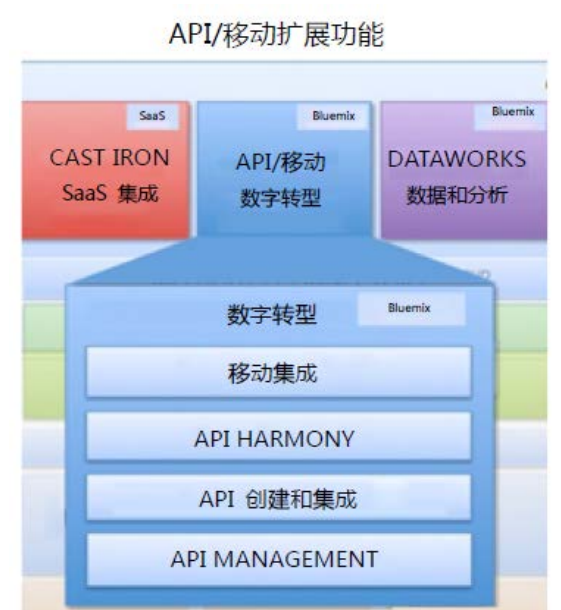 API/移动扩展功能
SaaS
CAST IRON
SaaS 集成
Bluemix
API/移动
数字转型
Bluemix
DATAWORKS
数据和分析
数字转型
Bluemix
移动集成
API HARMONY
API 创建和集成
API MANAGEMENT